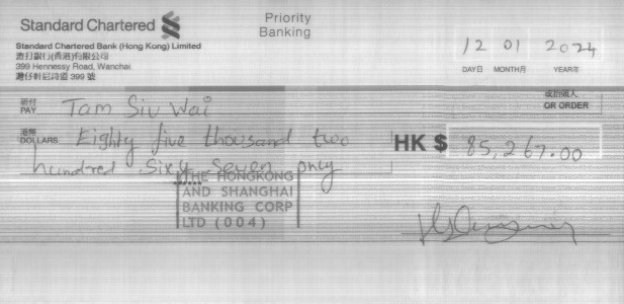 Standard Chartered
Priority
Banking
Standard Chartered Bank (Hong Kong) Limited
渣打銀行(香港)有限公司
399 Hennessy Road, Wanchai.
灣仔軒尼詩道 399 號
12 01 2024
DAY日 MONTH月 YEAR年
祈付
PAY Tam Siu Wai
或持票人
OR ORDER
港幣
DOLLARS Eighty five thousand two
hundred Sixy Seven only
HK $ 85,267.00
THE HONGKONG
AND SHANGHAI
BANKING CORP
LTD (004)